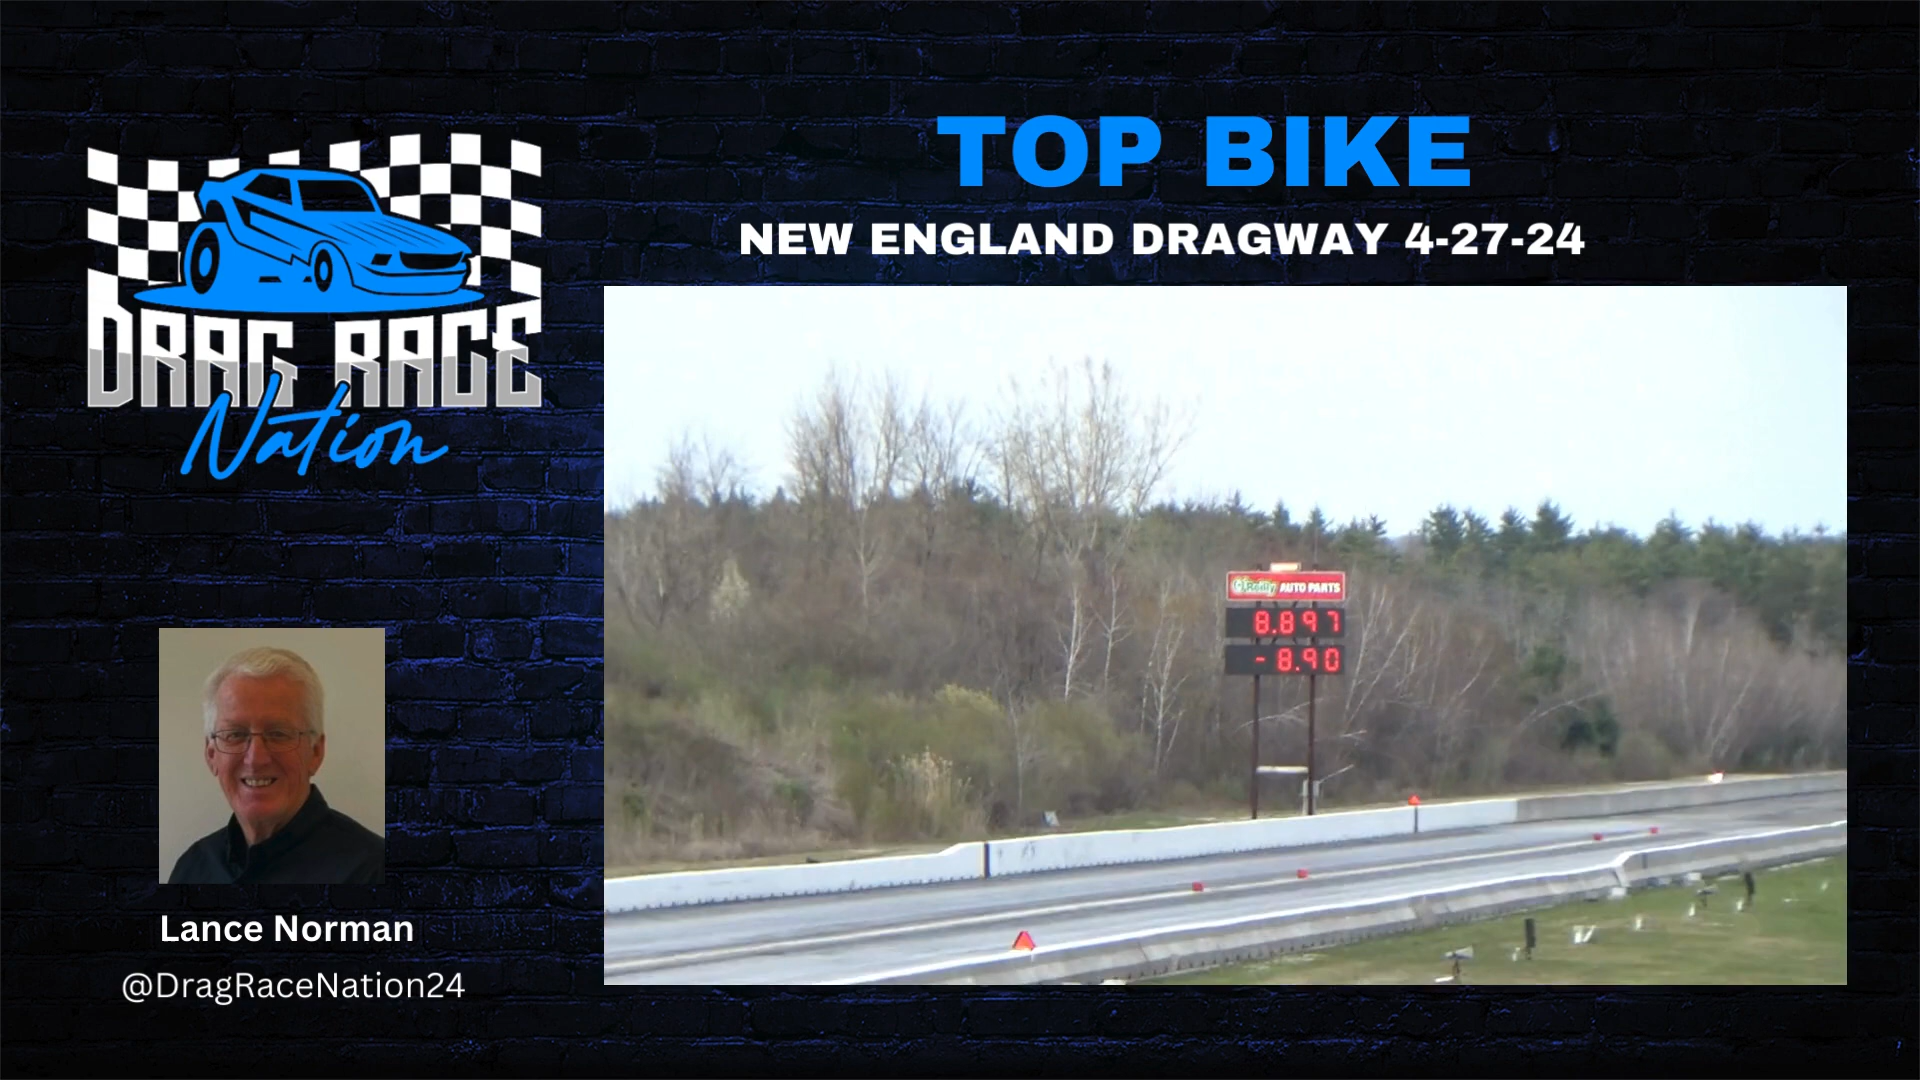 DRAG RACE
Nation
TOP BIKE
NEW ENGLAND DRAGWAY 4-27-24
O'Reilly AUTO PARTS
8.897
-8.90
Lance Norman
@DragRaceNation24